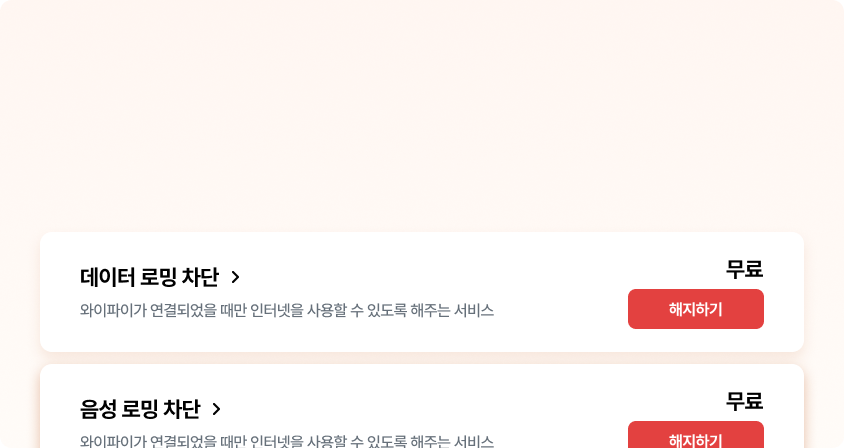 데이터 로밍 차단
무료
와이파이가 연결되었을 때만 인터넷을 사용할 수 있도록 해주는 서비스
해지하기
음성 로밍 차단
무료
와이파이가 연결되었을 때만 인터넷을 사용할 수 있도록 해주는 서비스
해지하기